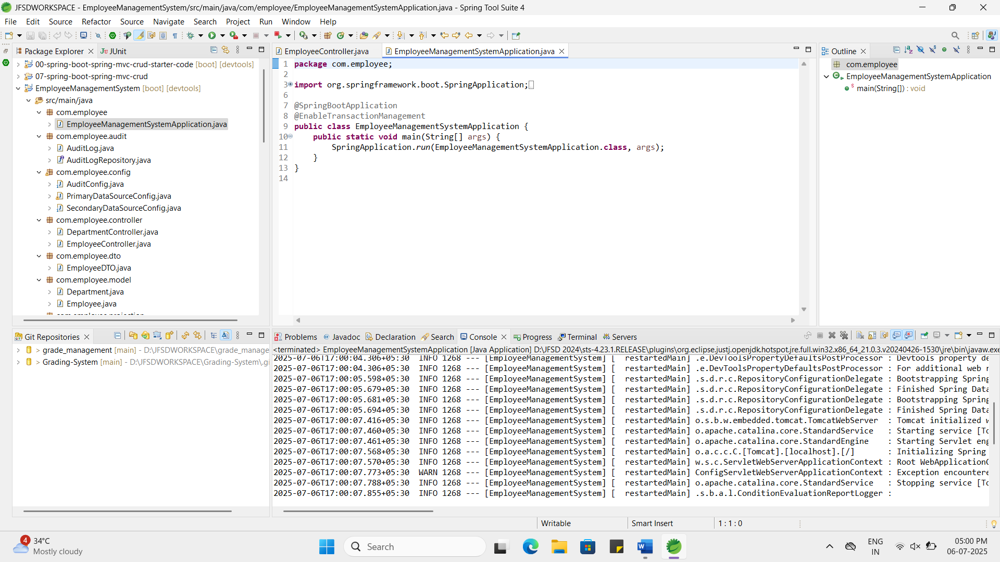 JFSDWORKSPACE - EmployeeManagementSystem/src/main/java/com/employee/EmployeeManagementSystemApplication.java - Spring Tool Suite 4
File Edit Source Refactor Source Navigate Search Project Run Window Help
Package Explorer
JUnit
00-spring-boot-spring-mvc-crud-starter-code [boot] [devtools]
07-spring-boot-spring-mvc-crud
EmployeeManagementSystem [boot] [devtools]
src/main/java
com.employee
EmployeeManagementSystemApplication.java
com.employee.audit
AuditLog.java
AuditLogRepository.java
com.employee.config
AuditConfig.java
PrimaryDataSourceConfig.java
SecondaryDataSourceConfig.java
com.employee.controller
DepartmentController.java
EmployeeController.java
com.employee.dto
EmployeeDTO.java
com.employee.model
Department.java
Employee.java
EmployeeController.java
EmployeeManagementSystemApplication.java
1 package com.employee;
2
3 import org.springframework.boot.SpringApplication;
6
7 @SpringBootApplication
8 @EnableTransactionManagement
9 public class EmployeeManagementSystemApplication {
10 public static void main(String[] args) {
11 SpringApplication.run(EmployeeManagementSystemApplication.class, args);
12 }
13 }
14
Outline
com.employee
EmployeeManagementSystemApplication
main(String[]) : void
Git Repositories
> grade_management [main] - D:\JFSDWORKSPACE\grade_manage
> Grading-System [main] - D:\JFSDWORKSPACE\Grading-System\.gi
Problems @ Javadoc Declaration Search Console Progress Terminal Servers
<terminated> EmployeeManagementSystemApplication [Java Application] D:\JFSD 2024\sts-4.23.1.RELEASE\plugins\org.eclipse.justj.openjdk.hotspot.jre.full.win32.x86_64_21.0.3.v20240426-1530\jre\bin\javaw.exe
2025-07-06T17:00:04.306+05:30 INFO 1268 --- [EmployeeManagementSystem] [ restartedMain] .e.DevToolsPropertyDefaultsPostProcessor : Devtools property de
2025-07-06T17:00:04.306+05:30 INFO 1268 --- [EmployeeManagementSystem] [ restartedMain] .e.DevToolsPropertyDefaultsPostProcessor : For additional web r
2025-07-06T17:00:05.598+05:30 INFO 1268 --- [EmployeeManagementSystem] [ restartedMain] .s.d.r.c.RepositoryConfigurationDelegate : Bootstrapping Spring
2025-07-06T17:00:05.679+05:30 INFO 1268 --- [EmployeeManagementSystem] [ restartedMain] .s.d.r.c.RepositoryConfigurationDelegate : Finished Spring Data
2025-07-06T17:00:05.681+05:30 INFO 1268 --- [EmployeeManagementSystem] [ restartedMain] .s.d.r.c.RepositoryConfigurationDelegate : Bootstrapping Spring
2025-07-06T17:00:05.694+05:30 INFO 1268 --- [EmployeeManagementSystem] [ restartedMain] .s.d.r.c.RepositoryConfigurationDelegate : Finished Spring Data
2025-07-06T17:00:07.416+05:30 INFO 1268 --- [EmployeeManagementSystem] [ restartedMain] o.s.b.w.embedded.tomcat.TomcatWebServer : Tomcat initialized w
2025-07-06T17:00:07.460+05:30 INFO 1268 --- [EmployeeManagementSystem] [ restartedMain] o.apache.catalina.core.StandardService : Starting service [To
2025-07-06T17:00:07.461+05:30 INFO 1268 --- [EmployeeManagementSystem] [ restartedMain] o.apache.catalina.core.StandardEngine : Starting Servlet eng
2025-07-06T17:00:07.568+05:30 INFO 1268 --- [EmployeeManagementSystem] [ restartedMain] o.a.c.c.C.[Tomcat].[localhost].[/] : Initializing Spring
2025-07-06T17:00:07.570+05:30 INFO 1268 --- [EmployeeManagementSystem] [ restartedMain] w.s.c.ServletWebServerApplicationContext : Root WebApplicationC
2025-07-06T17:00:07.773+05:30 WARN 1268 --- [EmployeeManagementSystem] [ restartedMain] ConfigServletWebServerApplicationContext : Exception encountere
2025-07-06T17:00:07.788+05:30 INFO 1268 --- [EmployeeManagementSystem] [ restartedMain] o.apache.catalina.core.StandardService : Stopping service [To
2025-07-06T17:00:07.855+05:30 INFO 1268 --- [EmployeeManagementSystem] [ restartedMain] .s.b.a.l.ConditionEvaluationReportLogger :
Writable Smart Insert 1 : 1 : 0
4 34°C
Mostly cloudy
Search
ENG
IN
05:00 PM
06-07-2025